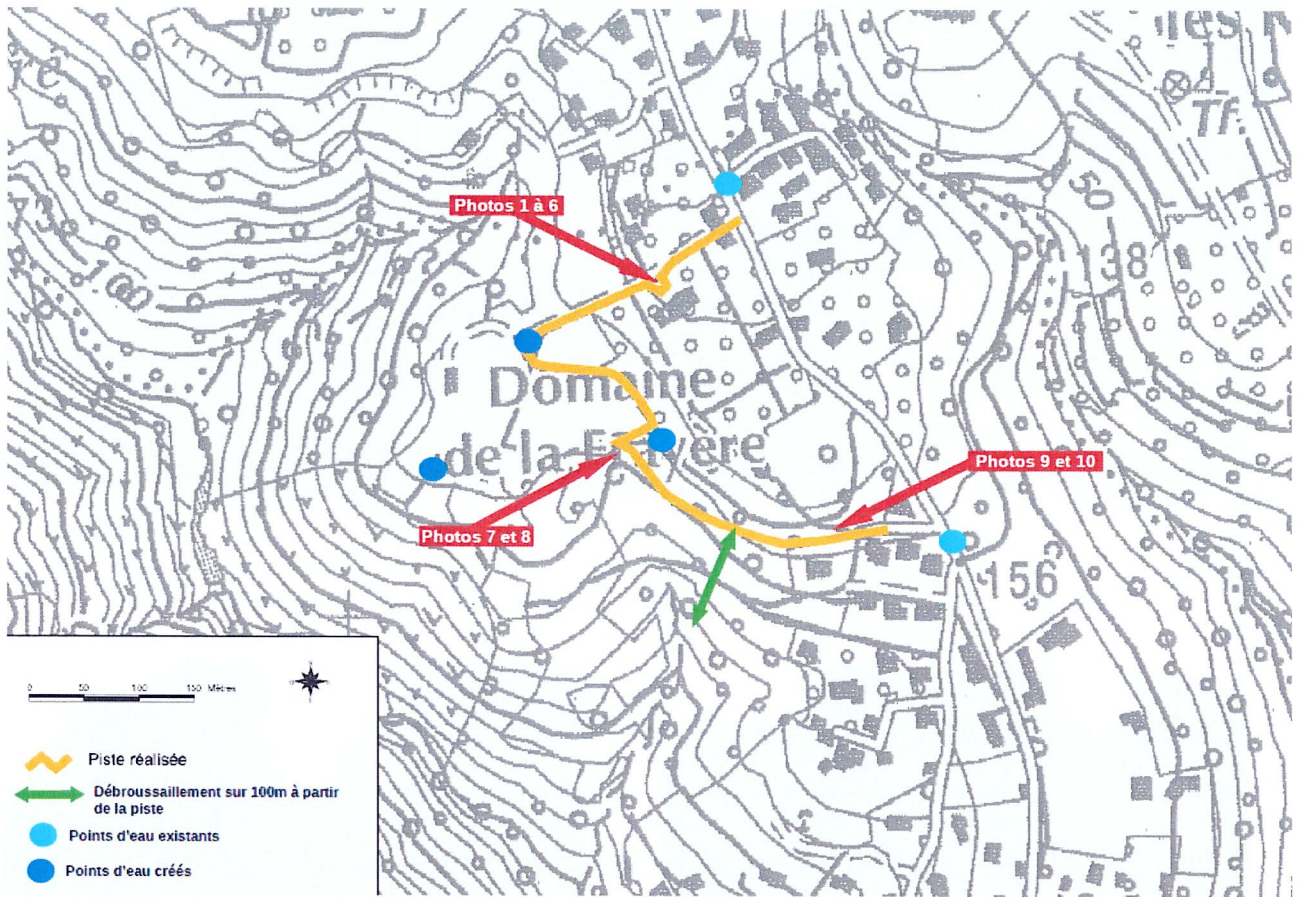 Tf.
50
Photos 1 à 6
138
73
100
Domaine
de la Bruyère
Photos 9 et 10
Photos 7 et 8
156
0 50 100 150 Mètres
Piste réalisée
Débroussaillement sur 100m à partir
de la piste
Points d'eau existants
Points d'eau créés